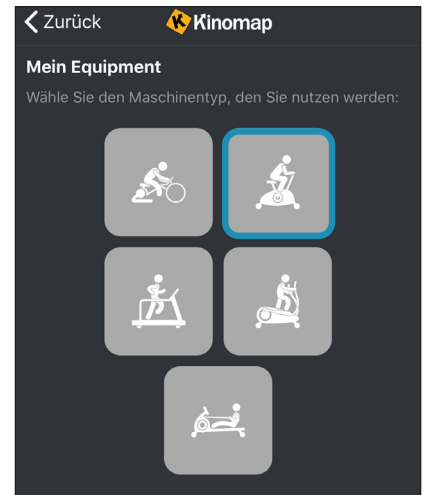 Zurück Kinomap
Mein Equipment
Wähle Sie den Maschinentyp, den Sie nutzen werden: